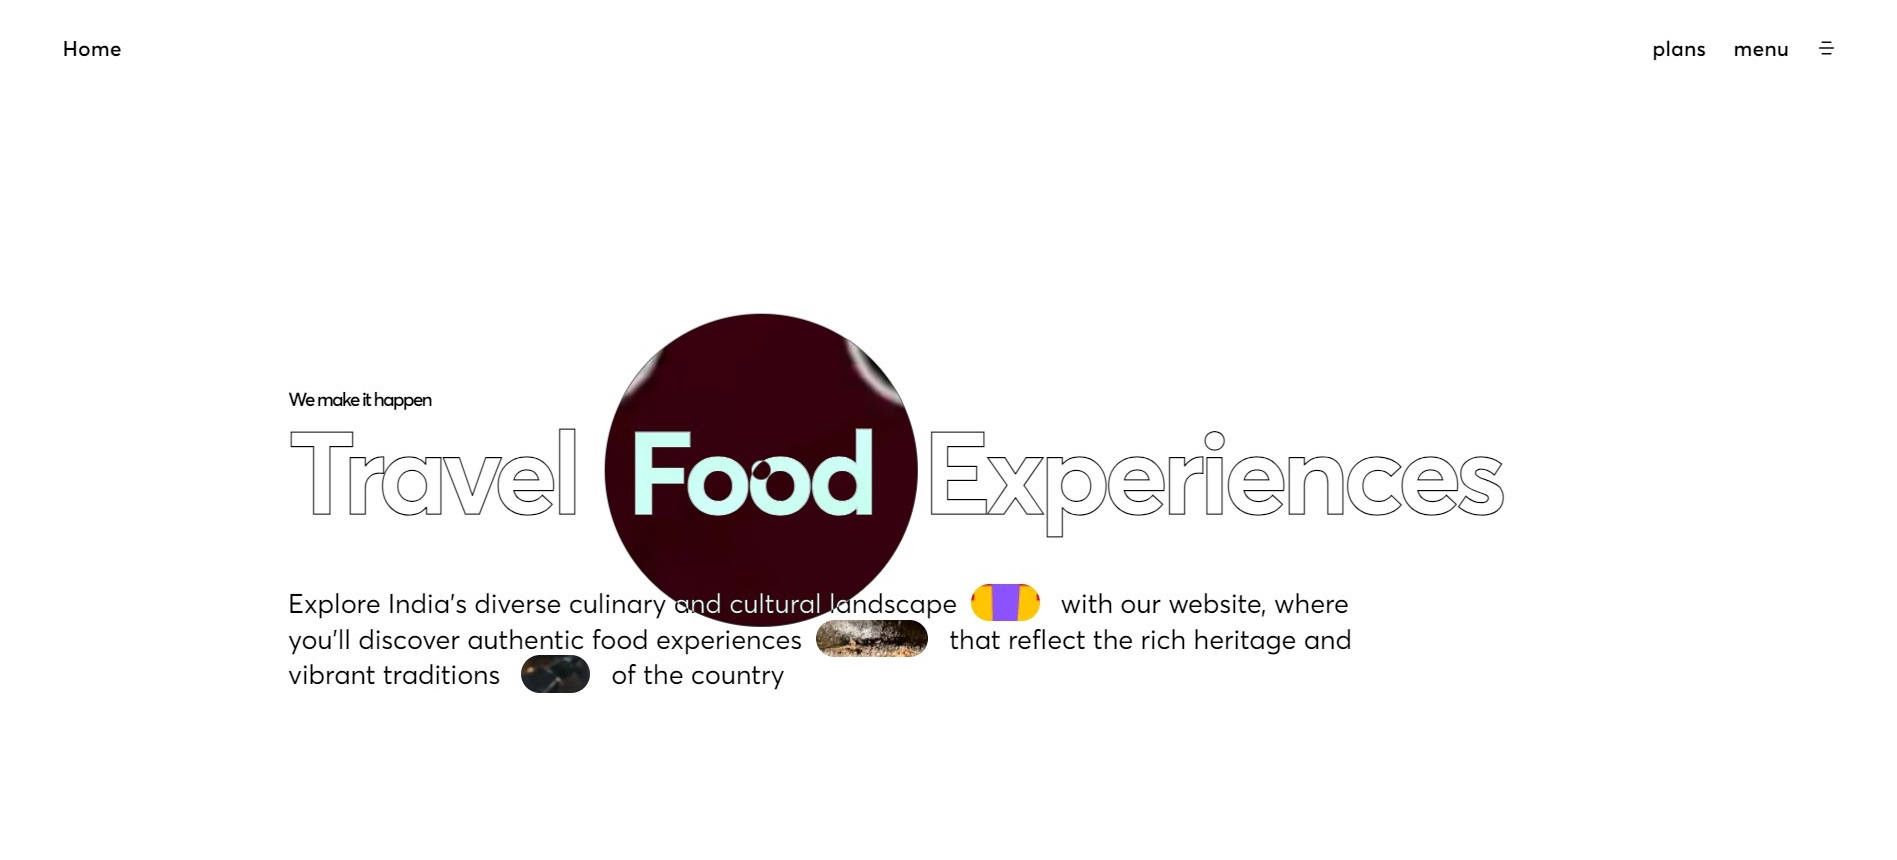 Home
plans menu
We make it happen
Travel Food Experiences
Explore India's diverse culinary and cultural landscape with our website, where
you'll discover authentic food experiences that reflect the rich heritage and
vibrant traditions of the country